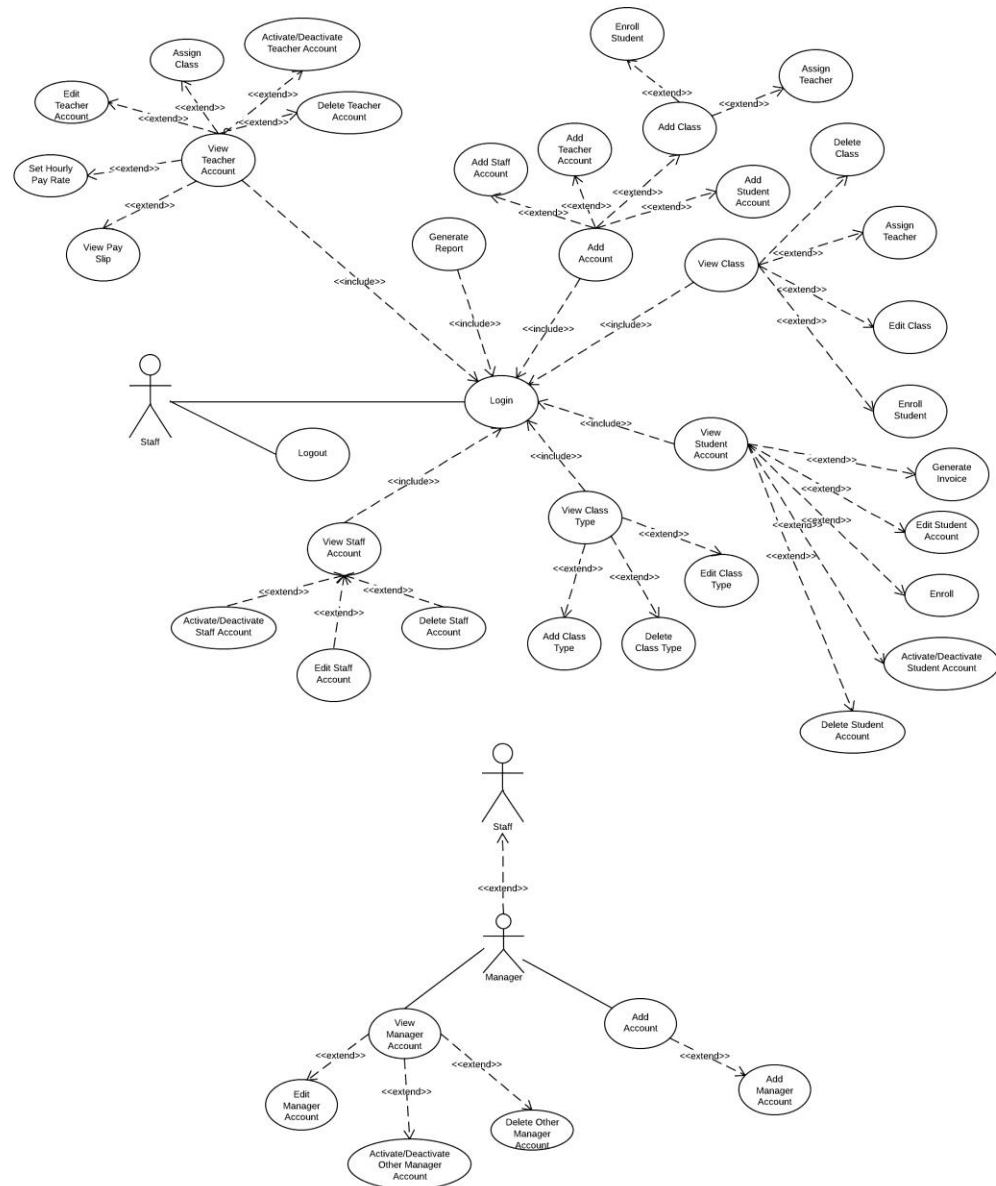 Enroll
Student
Activate/Deactivate
Teacher Account
Assign
Class
Assign
Teacher
<<extend>>
Edit
Teacher
Account
<<extend>>
<<extend>>
Delete Teacher
Account
<<extend>>
<<extend>>
<<extend>>
<<extend>>
Add Class
Add
Teacher
Account
Delete
Class
View
Teacher
Account
Add Staff
Account
Set Hourly
Pay Rate
<<extend>>
<<extend>>
<<extend>>
Add
Student
Account
<<extend>>
<<extend>>
<<extend>>
<<extend>>
Assign
Teacher
View Pay
Slip
Generate
Report
Add
Account
View Class
<<extend>>
<<extend>>
<<include>>
<<extend>>
<<extend>>
Edit Class
<<include>>
<<include>>
<<include>>
Login
Enroll
Student
Staff
<<include>>
View
Student
Account
Logout
<<include>>
<<extend>>
Generate
Invoice
<<include>>
<<extend>>
View Class
Type
<<extend>>
<<extend>>
Edit Student
Account
View Staff
Account
<<extend>>
<<extend>>
<<extend>>
<<extend>>
Edit Class
Type
<<extend>>
<<extend>>
Enroll
<<extend>>
Activate/Deactivate
Staff Account
<<extend>>
Delete Staff
Account
Add Class
Type
Delete
Class Type
Edit Staff
Account
Activate/Deactivate
Student Account
Delete Student
Account
Staff
<<extend>>
Manager
View
Manager
Account
Add
Account
<<extend>>
<<extend>>
<<extend>>
<<extend>>
Edit
Manager
Account
Add
Manager
Account
Delete Other
Manager
Account
Activate/Deactivate
Other Manager
Account